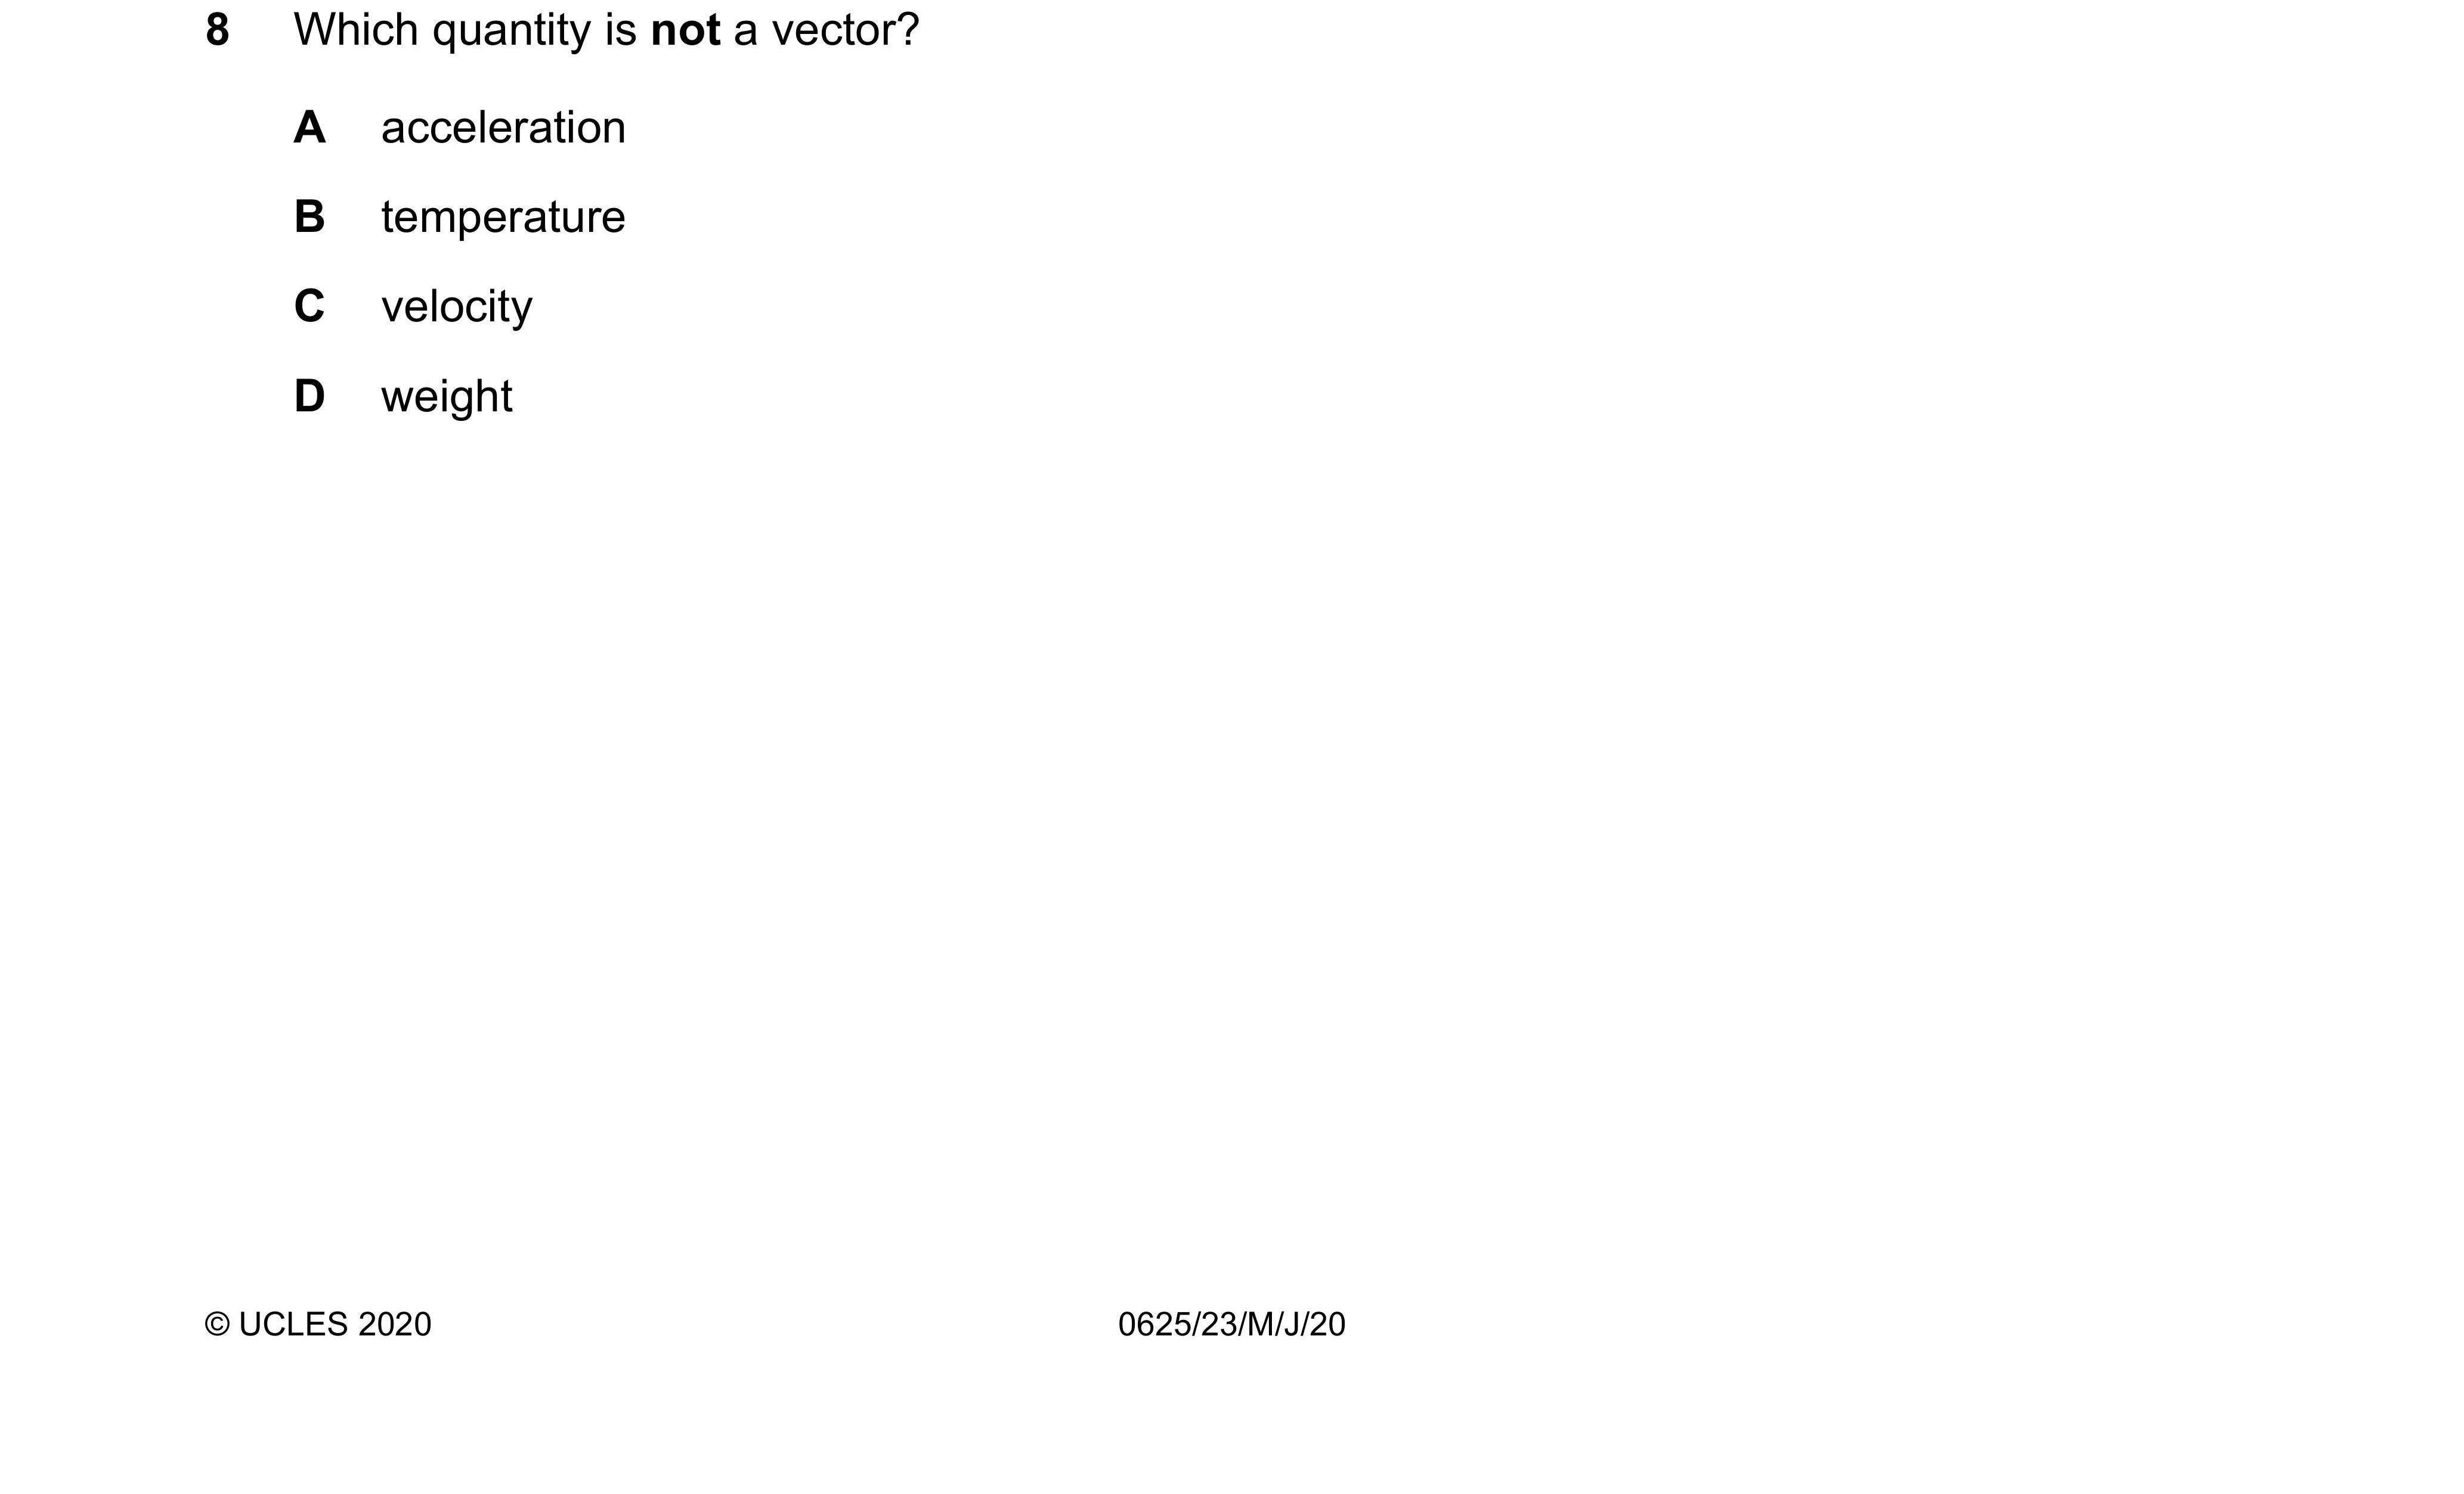 8 Which quantity is not a vector?
A acceleration
B temperature
C velocity
D weight
© UCLES 2020 0625/23/M/J/20